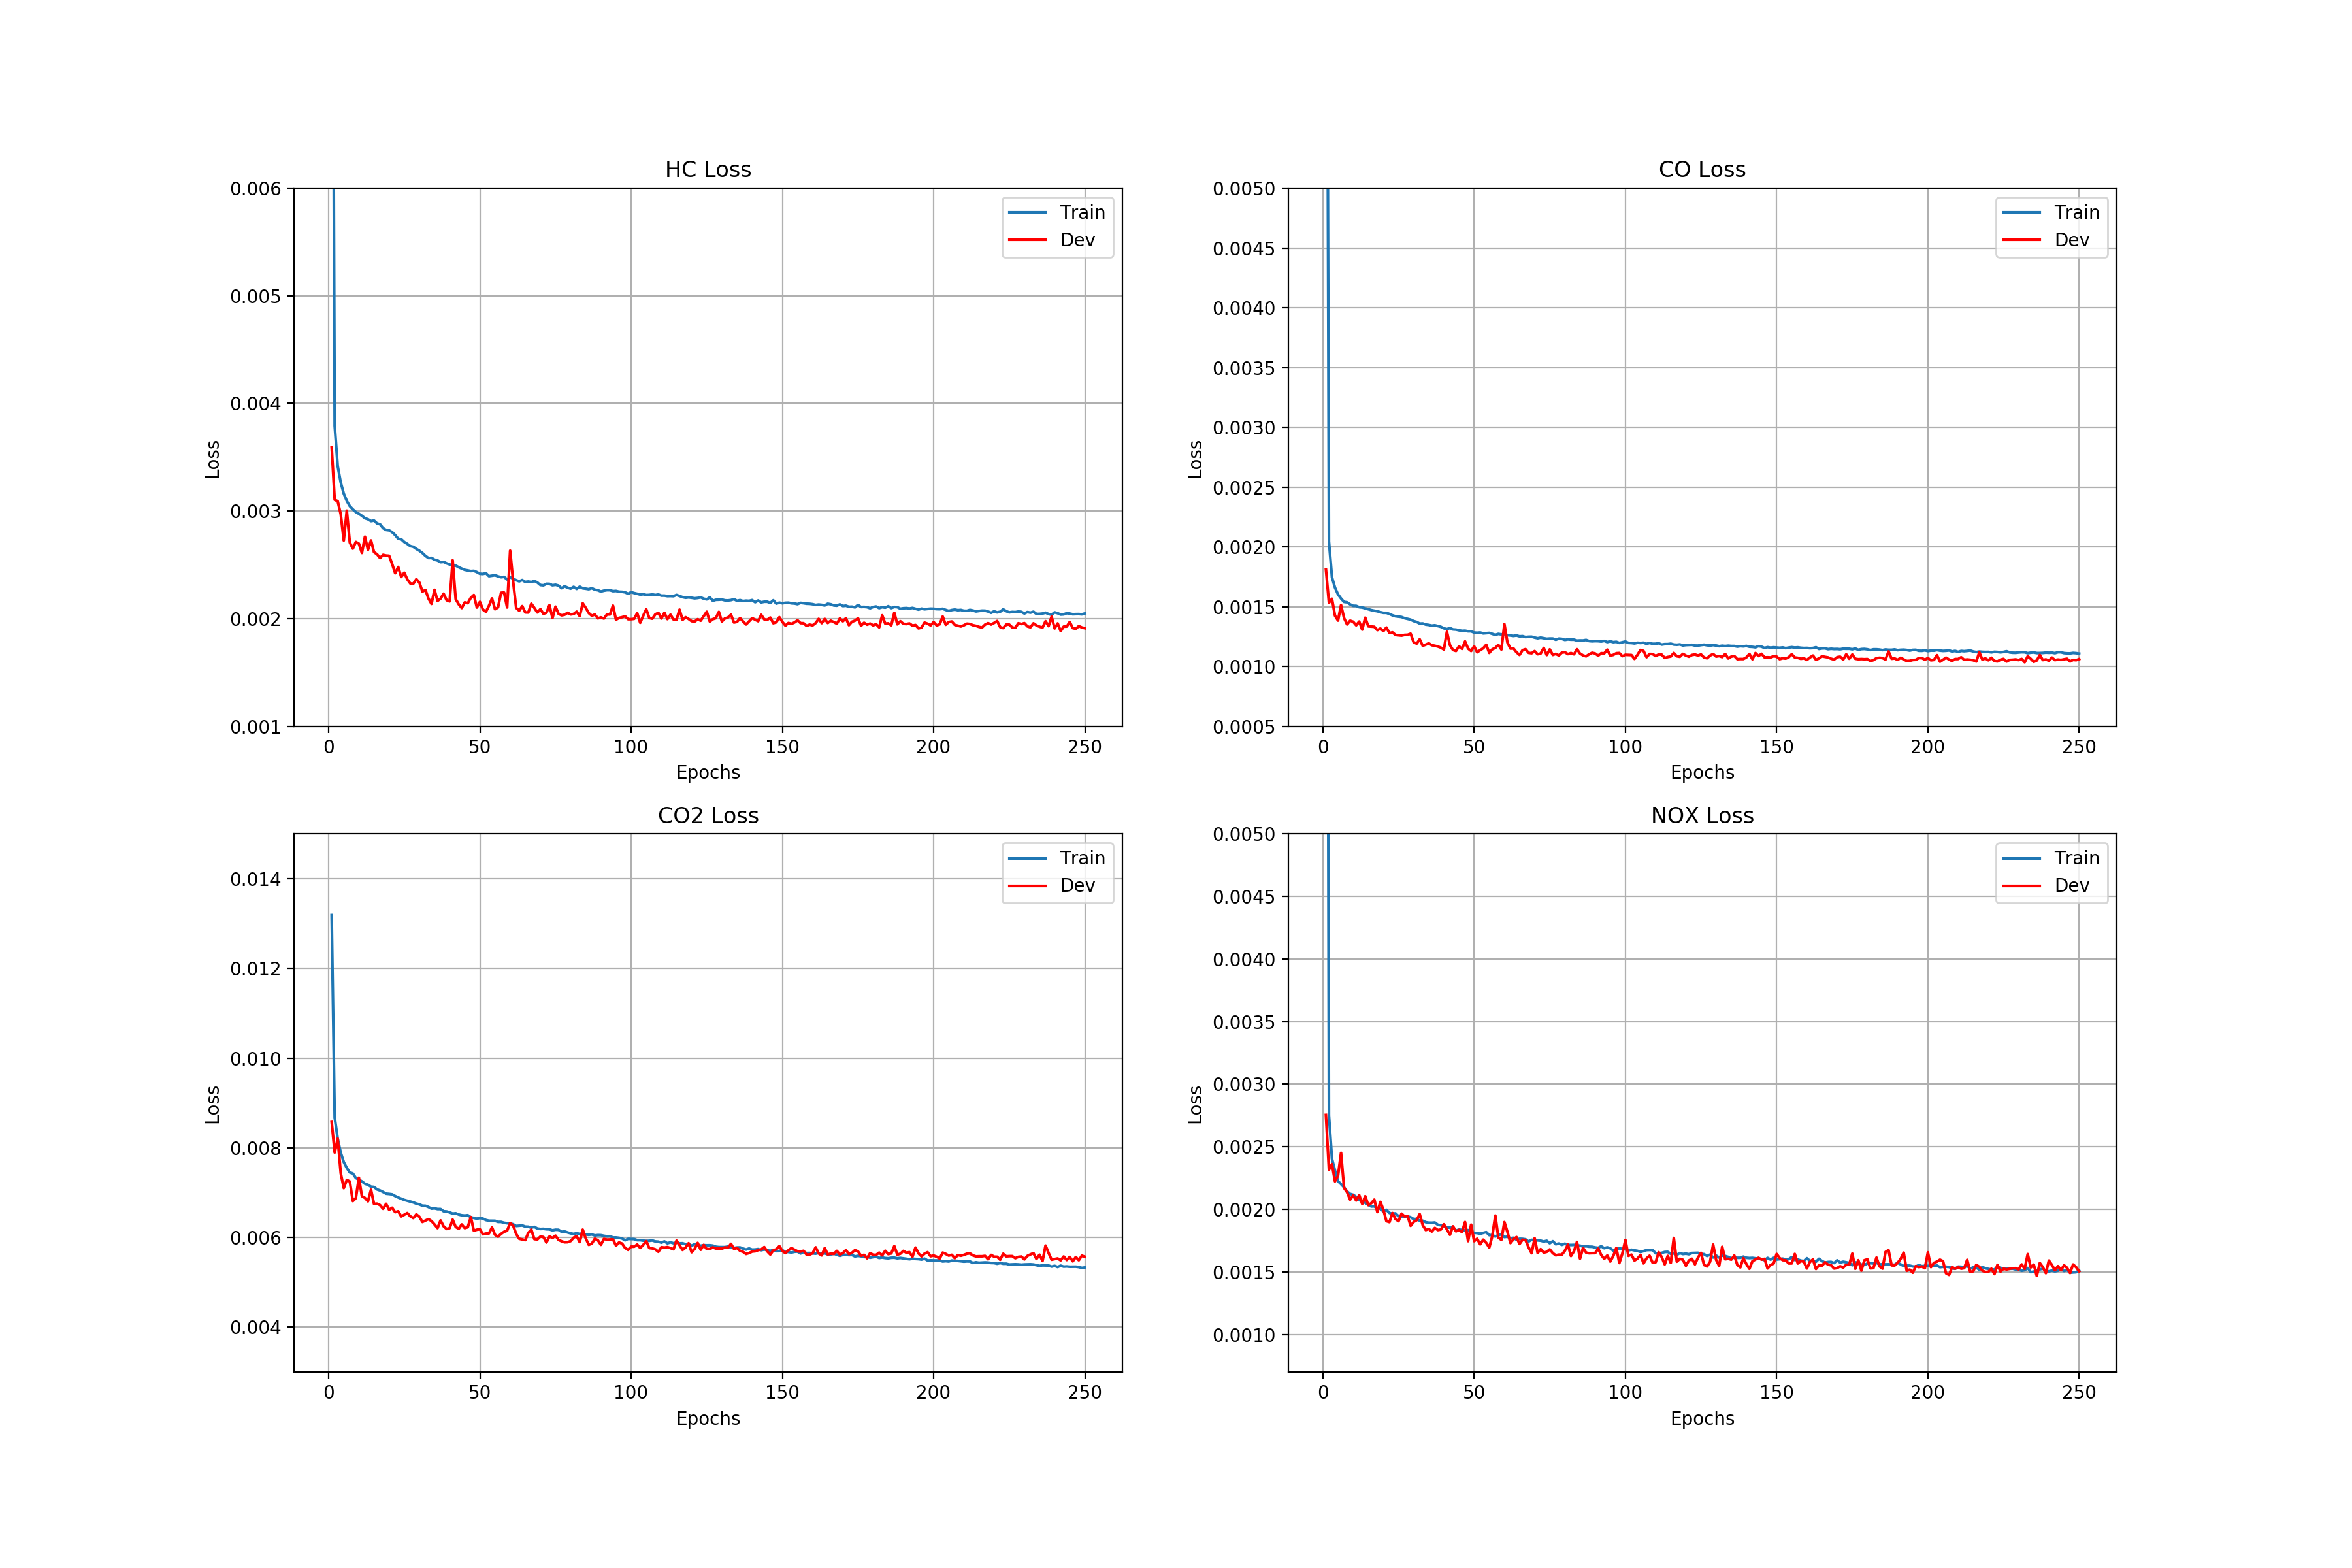 HC Loss
0.006
0.005
0.004
0.003
0.002
0.001
Loss
Train
Dev
0 50 100 150 200 250
Epochs
CO Loss
0.0050
0.0045
0.0040
0.0035
0.0030
0.0025
0.0020
0.0015
0.0010
0.0005
Loss
Train
Dev
0 50 100 150 200 250
Epochs
CO2 Loss
0.014
0.012
0.010
0.008
0.006
0.004
Loss
Train
Dev
0 50 100 150 200 250
Epochs
NOX Loss
0.0050
0.0045
0.0040
0.0035
0.0030
0.0025
0.0020
0.0015
0.0010
Loss
Train
Dev
0 50 100 150 200 250
Epochs